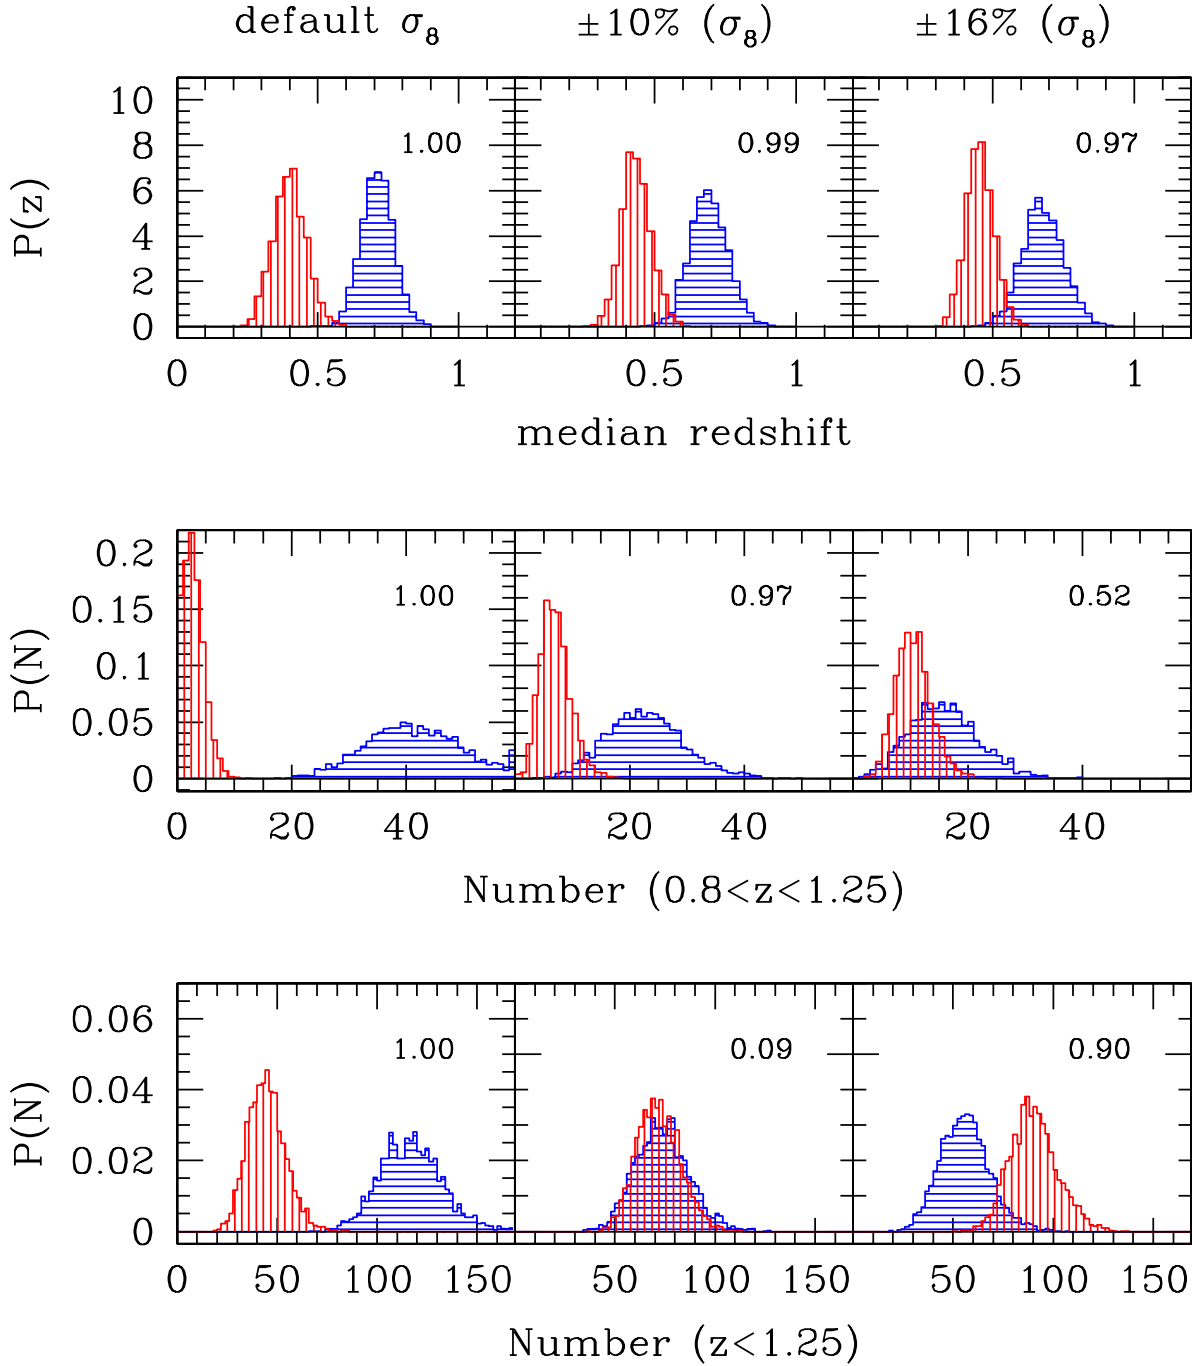 default σ8 ±10% (σ8) ±16% (σ8)
10
8
6
4
2
0
P(z)
1.00 0.99 0.97
0 0.5 1 0.5 1 0.5 1
median redshift
0.2
0.15
0.1
0.05
0
P(N)
1.00 0.97 0.52
0 20 40 20 40 20 40
Number (0.8<z<1.25)
0.06
0.04
0.02
0
P(N)
1.00 0.09 0.90
0 50 100 150 50 100 150 50 100 150
Number (z<1.25)